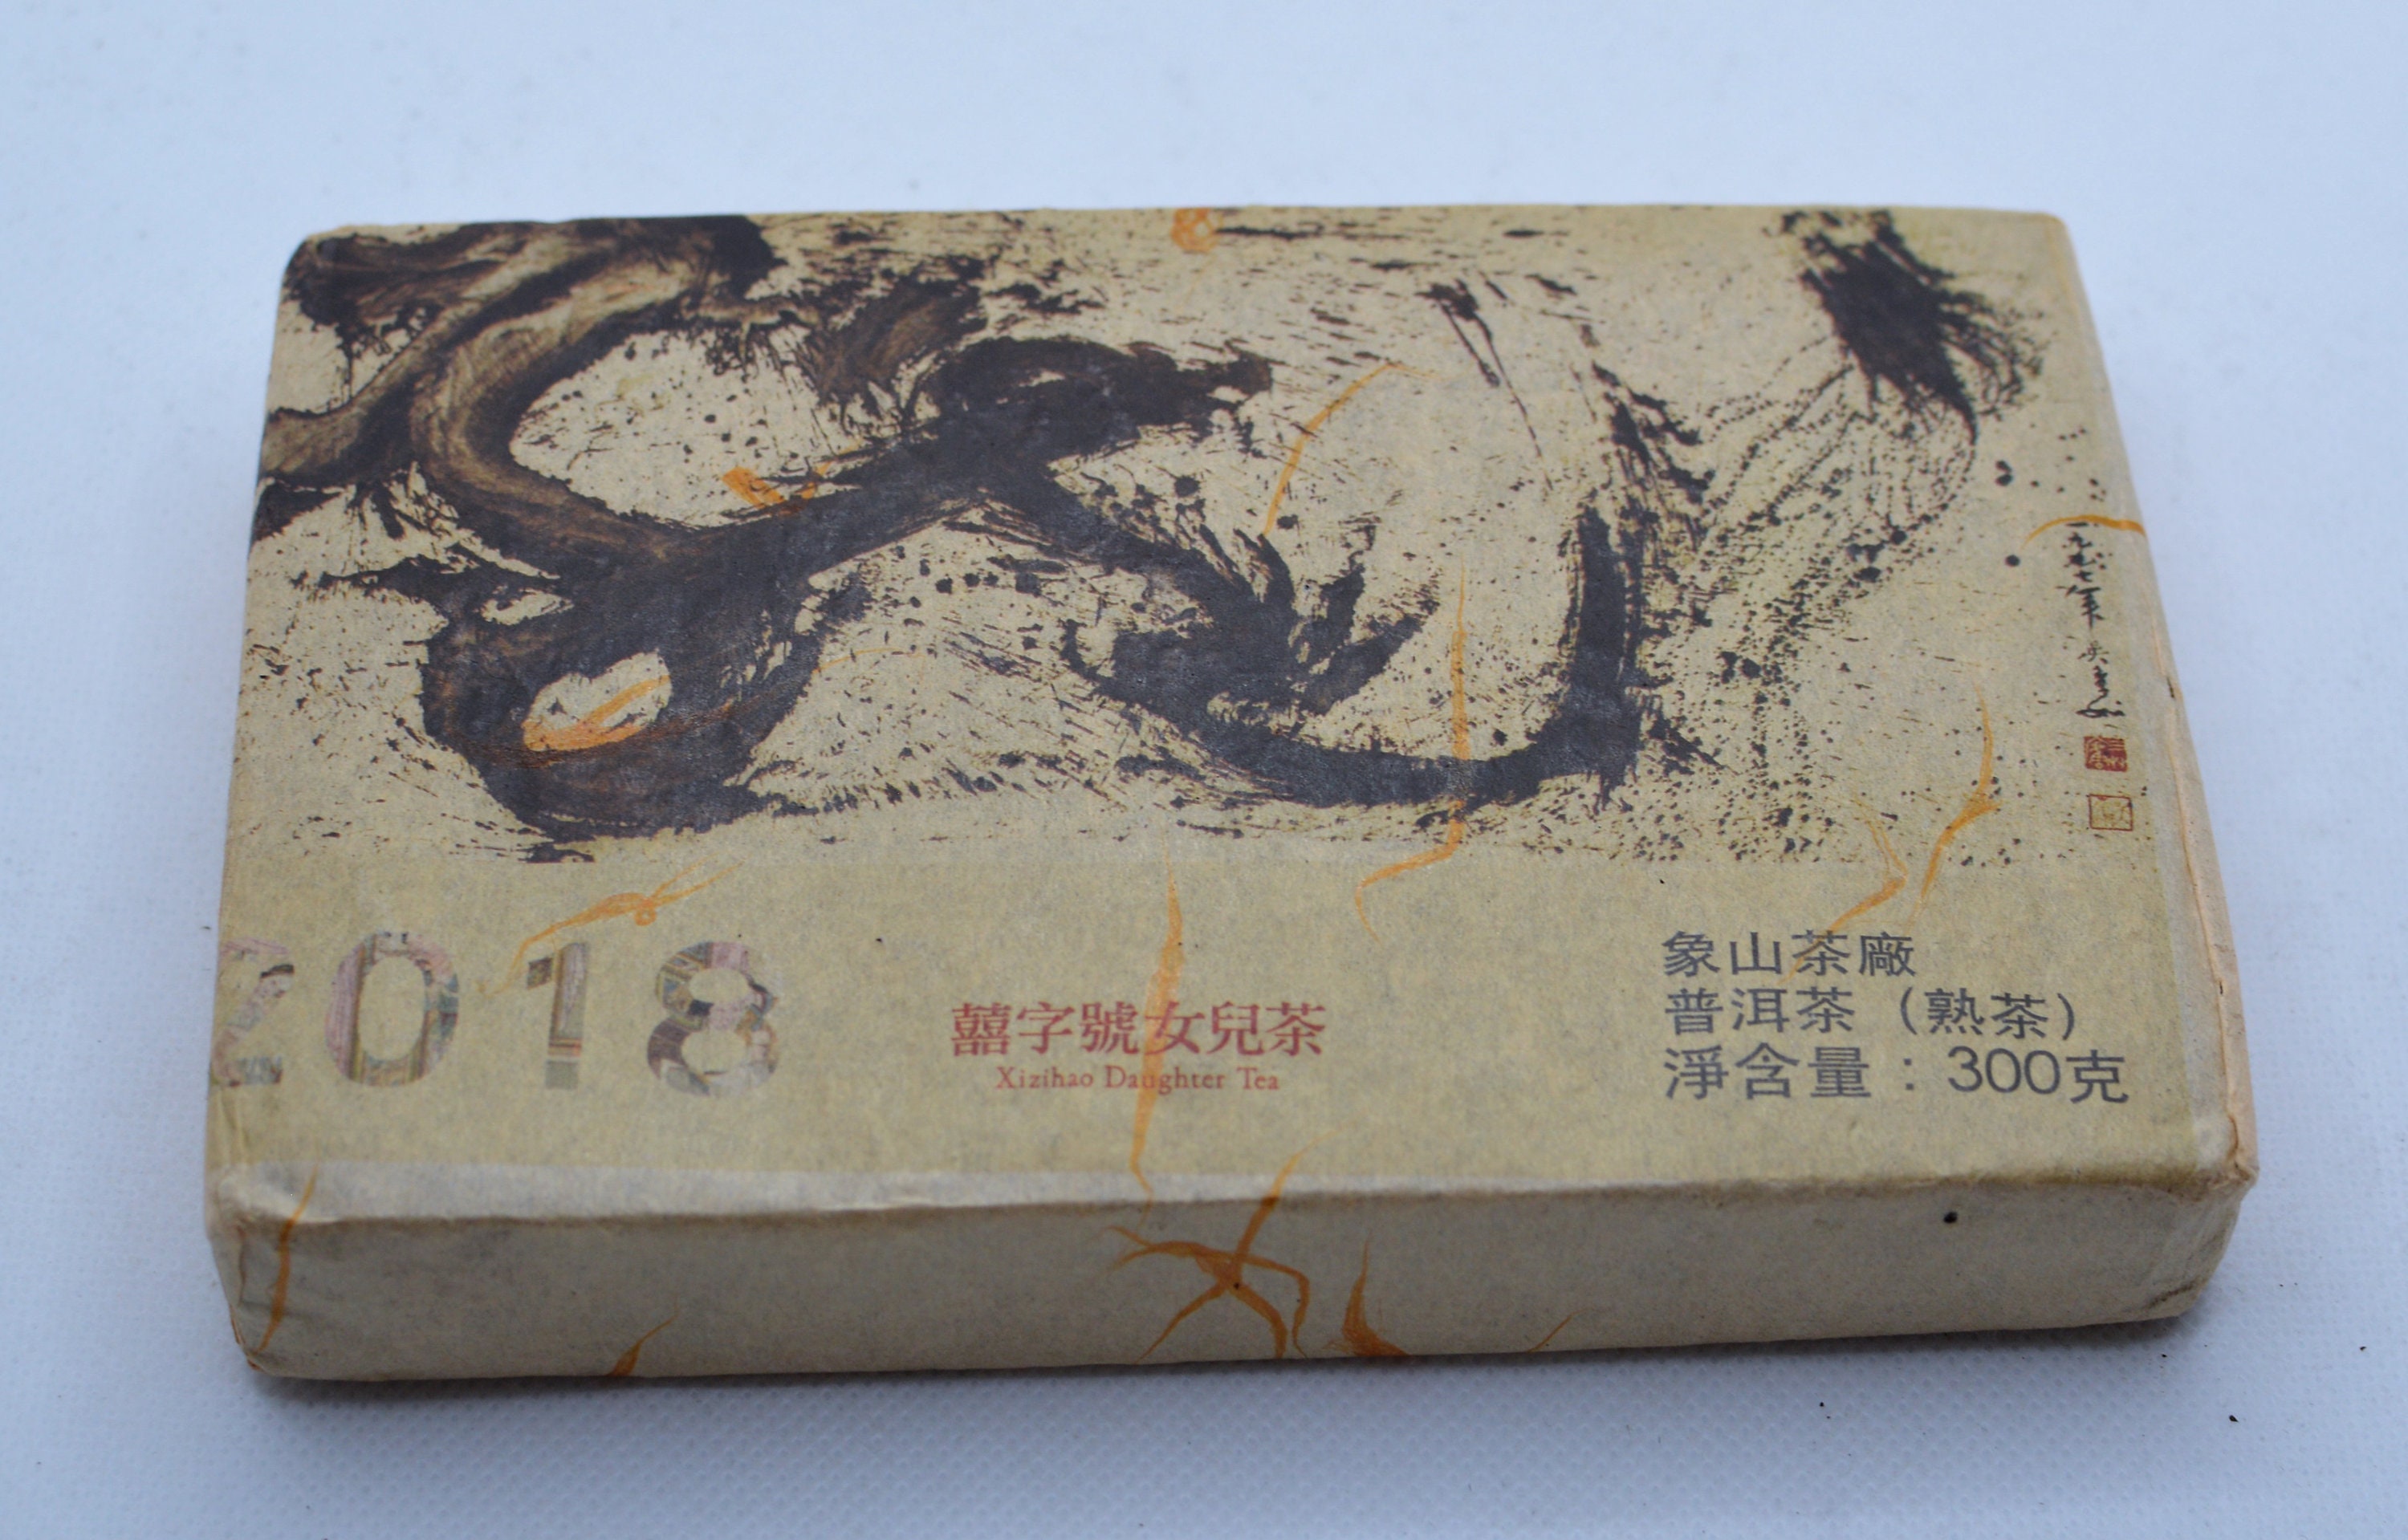 2018
囍字號女兒茶
Xizihao Daughter Tea
象山茶廠
普洱茶（熟茶）
淨含量：300克